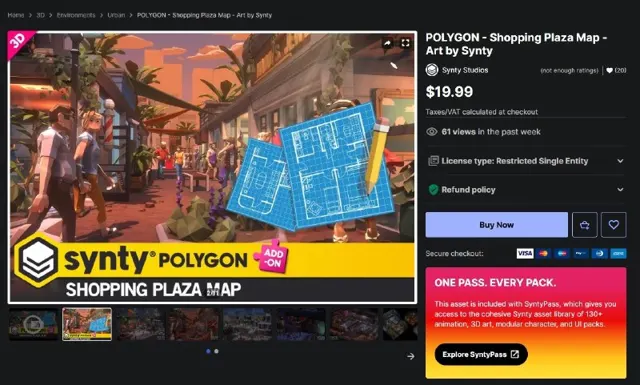 Home > 3D > Environments > Urban > POLYGON - Shopping Plaza Map - Art by Synty
3D
synty® POLYGON
ADD
-ON
SHOPPING PLAZA MAP
POLYGON - Shopping Plaza Map -
Art by Synty
Synty Studios
(not enough ratings)
(20)
$19.99
Taxes/VAT calculated at checkout
61 views in the past week
License type: Restricted Single Entity
Refund policy
Buy Now
Secure checkout:
VISA
ONE PASS. EVERY PACK.
This asset is included with SyntyPass, which gives you
access to the cohesive Synty asset library of 130+
animation, 3D art, modular character, and UI packs.
Explore SyntyPass